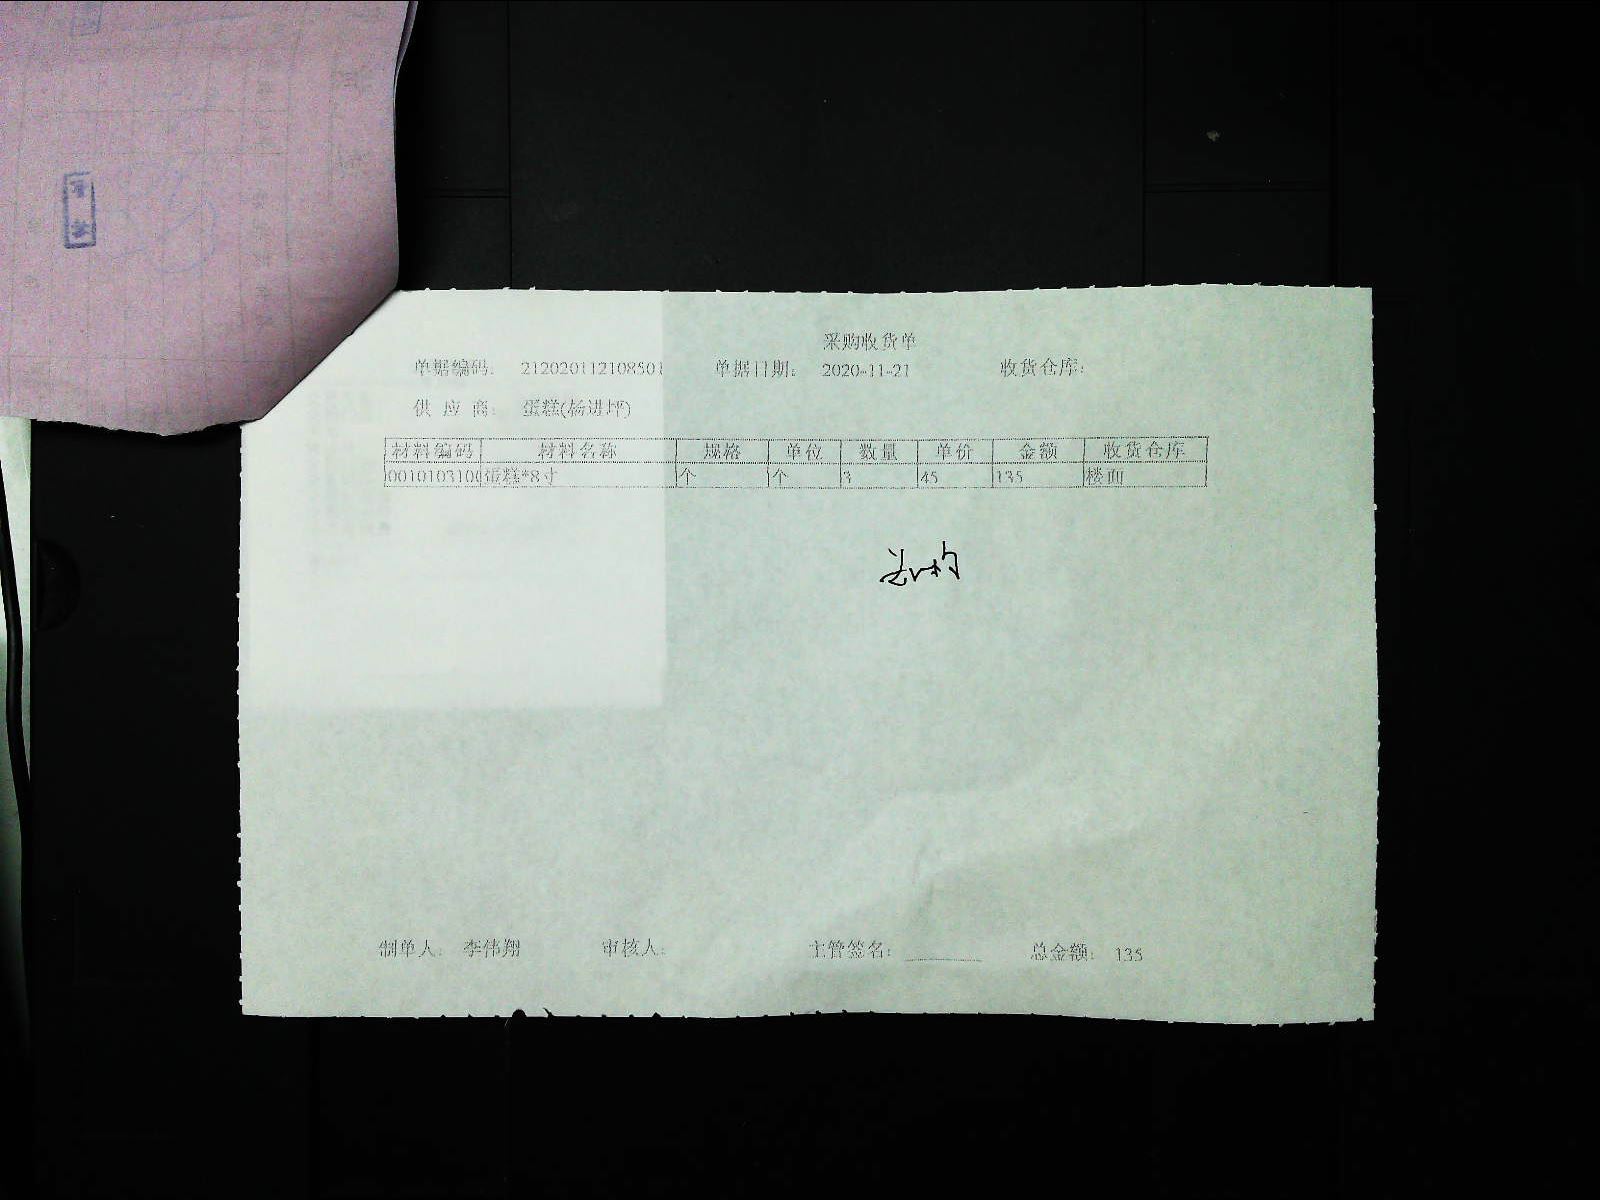 采购收货单
单据编码: 212020112108501 单据日期: 2020-11-21 收货仓库:
供应商: 蛋糕(杨进坪)
材料编码 材料名称 规格 单位 数量 单价 金额 收货仓库
001010310 蛋糕*8寸 个 个 3 45 135 楼面
制单人: 李伟翔 审核人: 主管签名: 总金额: 135